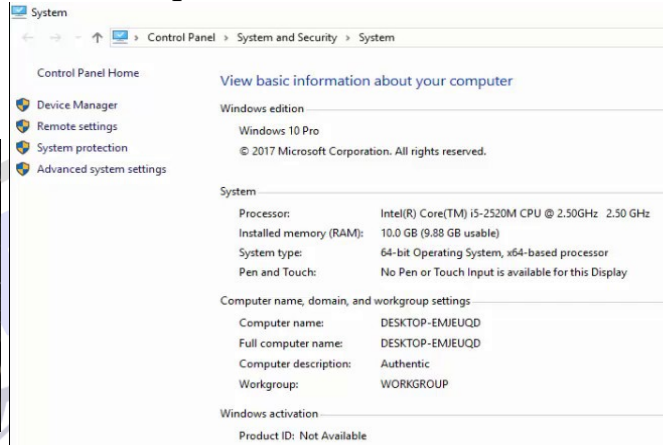 System
Control Panel > System and Security > System
Control Panel Home
Device Manager
Remote settings
System protection
Advanced system settings
View basic information about your computer
Windows edition
Windows 10 Pro
© 2017 Microsoft Corporation. All rights reserved.
System
Processor: Intel(R) Core(TM) i5-2520M CPU @ 2.50GHz 2.50 GHz
Installed memory (RAM): 10.0 GB (9.88 GB usable)
System type: 64-bit Operating System, x64-based processor
Pen and Touch: No Pen or Touch Input is available for this Display
Computer name, domain, and workgroup settings
Computer name: DESKTOP-EMJEUQD
Full computer name: DESKTOP-EMJEUQD
Computer description: Authentic
Workgroup: WORKGROUP
Windows activation
Product ID: Not Available